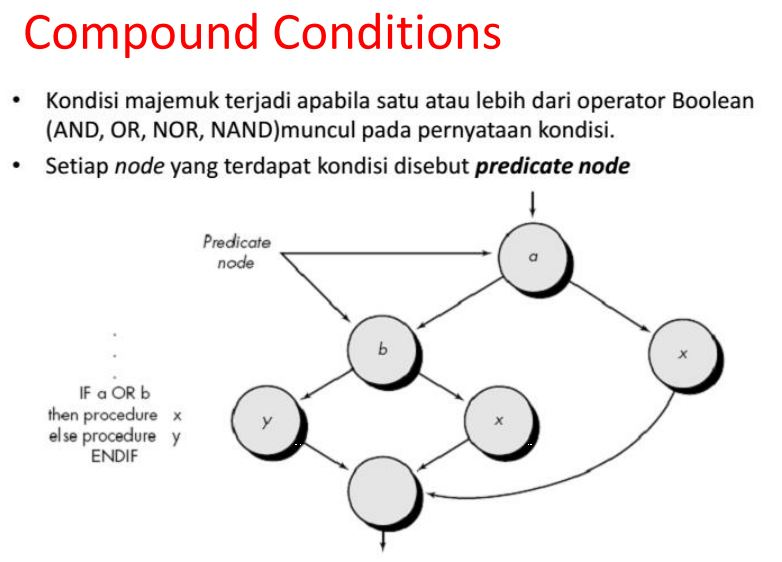 Compound Conditions
• Kondisi majemuk terjadi apabila satu atau lebih dari operator Boolean
(AND, OR, NOR, NAND)muncul pada pernyataan kondisi.
• Setiap node yang terdapat kondisi disebut predicate node
Predicate
node
a
b
x
y
x
.
.
.
IF a OR b
then procedure x
else procedure y
ENDIF